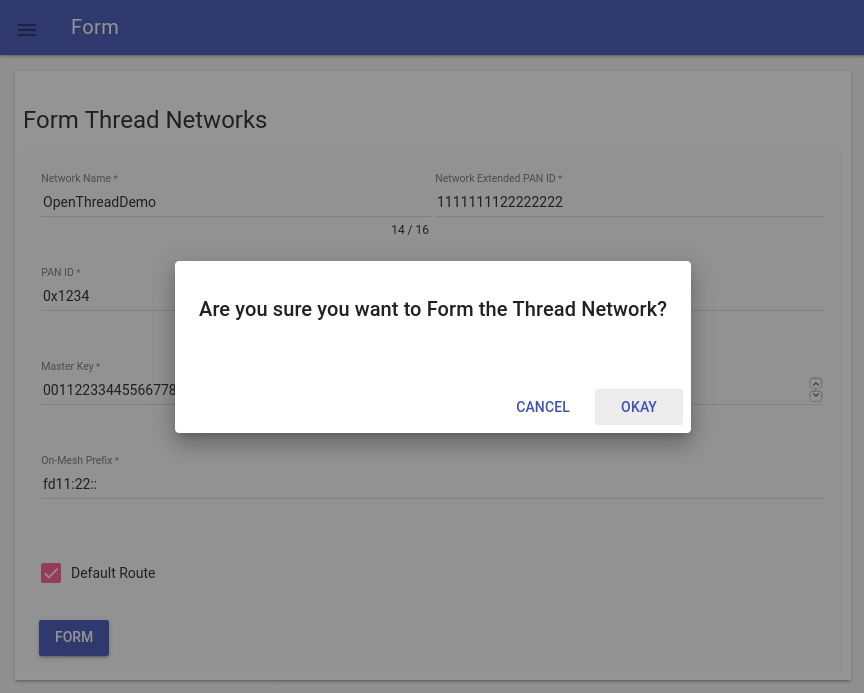 Form
Form Thread Networks
Network Name *
Network Extended PAN ID *
OpenThreadDemo
1111111122222222
14 / 16
PAN ID *
0x1234
Are you sure you want to Form the Thread Network?
Master Key *
00112233445566778
CANCEL
OKAY
On-Mesh Prefix *
fd11:22::
Default Route
FORM